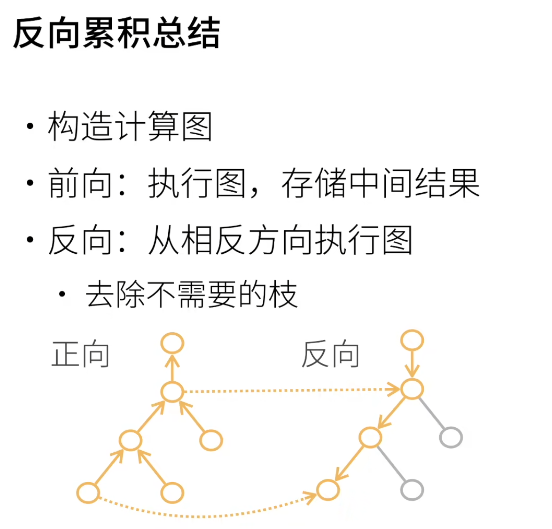 反向累积总结
• 构造计算图
• 前向：执行图，存储中间结果
• 反向：从相反方向执行图
• 去除不需要的枝
正向 反向